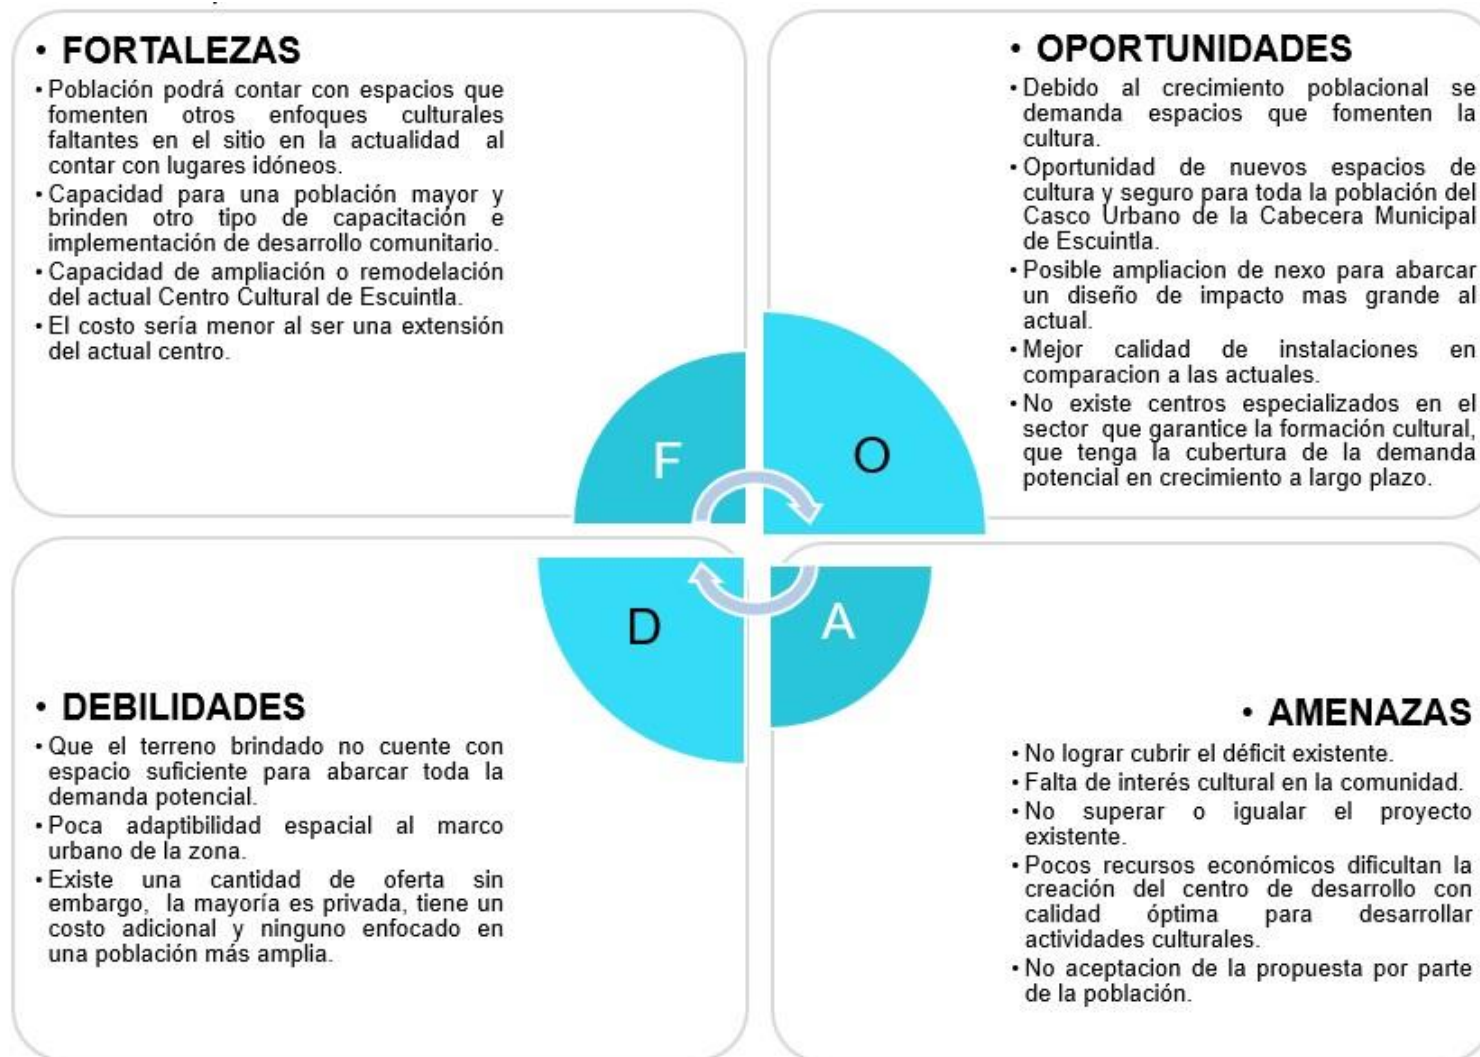 • FORTALEZAS
• Población podrá contar con espacios que
fomenten otros enfoques culturales
faltantes en el sitio en la actualidad al
contar con lugares idóneos.
• Capacidad para una población mayor y
brinden otro tipo de capacitación e
implementación de desarrollo comunitario.
• Capacidad de ampliación o remodelación
del actual Centro Cultural de Escuintla.
• El costo sería menor al ser una extensión
del actual centro.
• OPORTUNIDADES
• Debido al crecimiento poblacional se
demanda espacios que fomenten la
cultura.
• Oportunidad de nuevos espacios de
cultura y seguro para toda la población del
Casco Urbano de la Cabecera Municipal
de Escuintla.
• Posible ampliacion de nexo para abarcar
un diseño de impacto mas grande al
actual.
• Mejor calidad de instalaciones en
comparacion a las actuales.
• No existe centros especializados en el
sector que garantice la formación cultural,
que tenga la cubertura de la demanda
potencial en crecimiento a largo plazo.
F
O
D
A
• DEBILIDADES
• Que el terreno brindado no cuente con
espacio suficiente para abarcar toda la
demanda potencial.
• Poca adaptibilidad espacial al marco
urbano de la zona.
• Existe una cantidad de oferta sin
embargo, la mayoría es privada, tiene un
costo adicional y ninguno enfocado en
una población más amplia.
• AMENAZAS
• No lograr cubrir el déficit existente.
• Falta de interés cultural en la comunidad.
• No superar o igualar el proyecto
existente.
• Pocos recursos económicos dificultan la
creación del centro de desarrollo con
calidad óptima para desarrollar
actividades culturales.
• No aceptacion de la propuesta por parte
de la población.